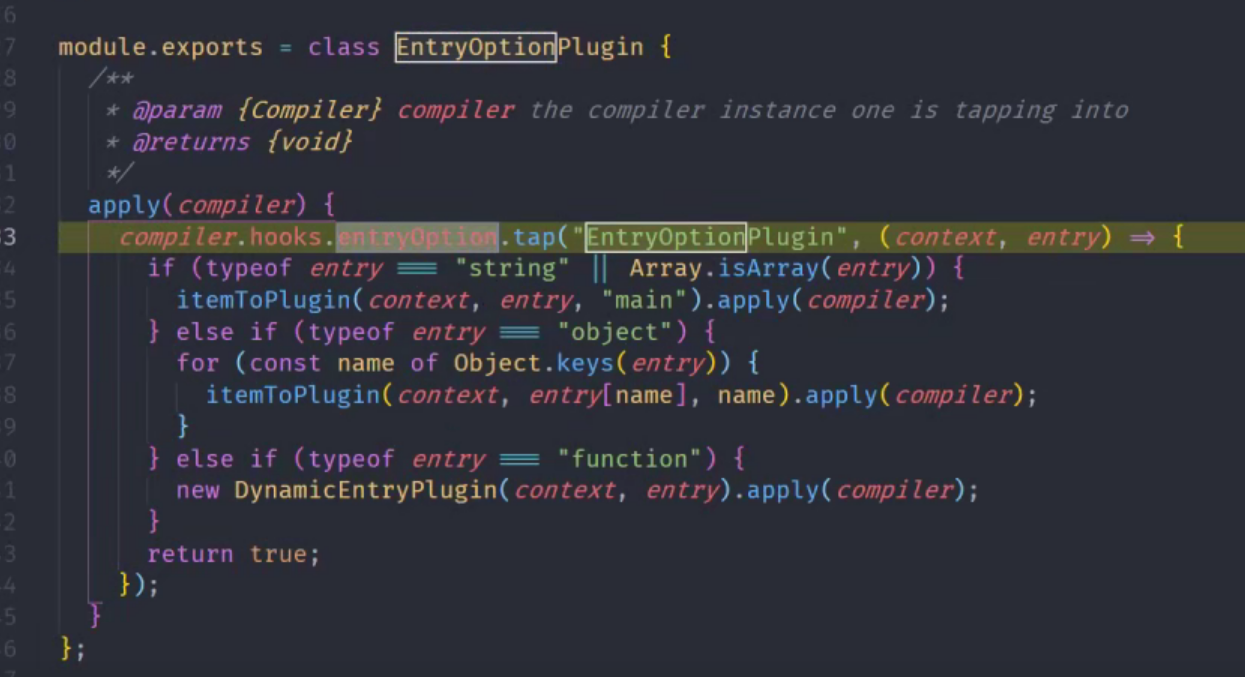 6
7 module.exports = class EntryOptionPlugin {
8 /**
9 * @param {Compiler} compiler the compiler instance one is tapping into
0 * @returns {void}
1 */
2 apply(compiler) {
3 compiler.hooks.entryOption.tap("EntryOptionPlugin", (context, entry) => {
4 if (typeof entry === "string" || Array.isArray(entry)) {
5 itemToPlugin(context, entry, "main").apply(compiler);
6 } else if (typeof entry === "object") {
7 for (const name of Object.keys(entry)) {
8 itemToPlugin(context, entry[name], name).apply(compiler);
9 }
0 } else if (typeof entry === "function") {
1 new DynamicEntryPlugin(context, entry).apply(compiler);
2 }
3 return true;
4 });
5 }
6 };